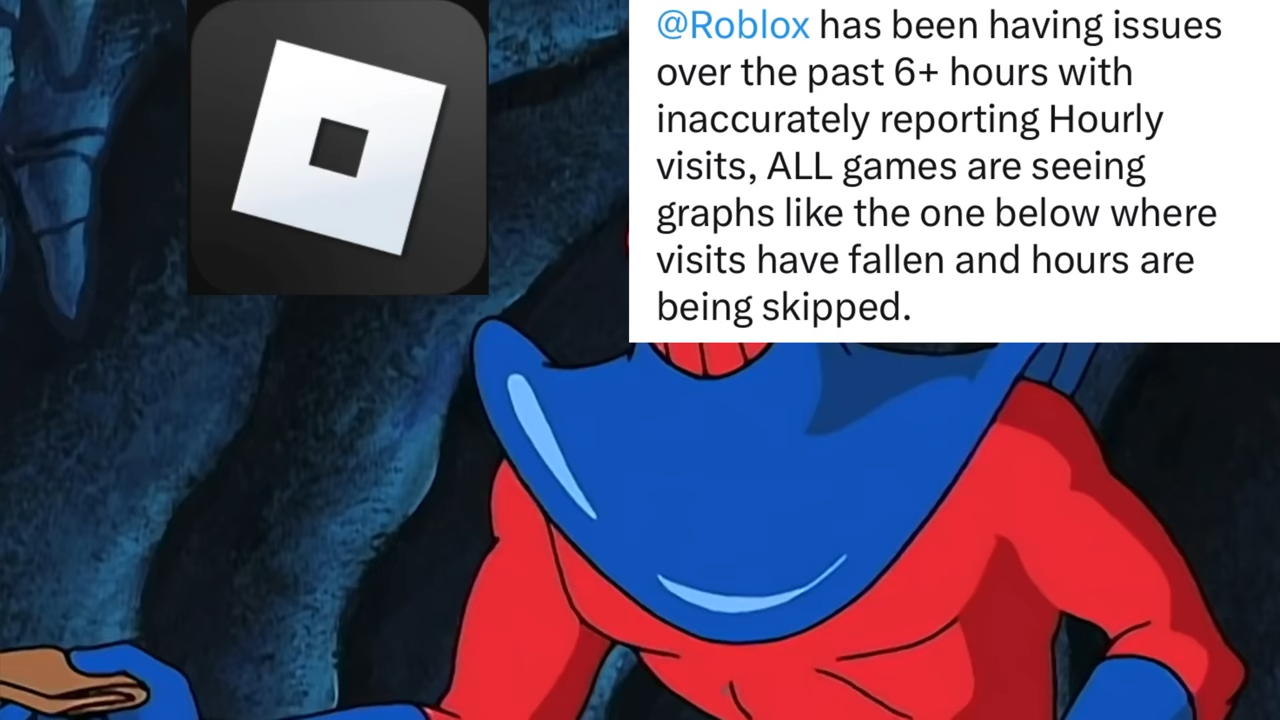 @Roblox has been having issues
over the past 6+ hours with
inaccurately reporting Hourly
visits, ALL games are seeing
graphs like the one below where
visits have fallen and hours are
being skipped.